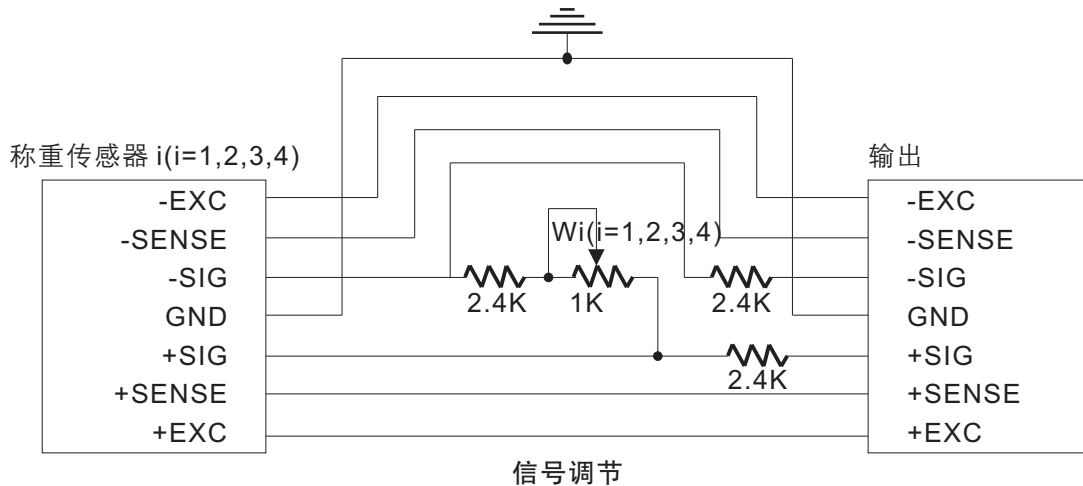 称重传感器 i(i=1,2,3,4)
-EXC
-SENSE
-SIG
GND
+SIG
+SENSE
+EXC
Wi(i=1,2,3,4)
2.4K
1K
2.4K
2.4K
输出
-EXC
-SENSE
-SIG
GND
+SIG
+SENSE
+EXC
信号调节